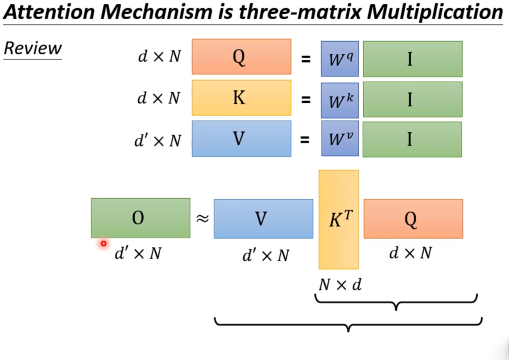 Attention Mechanism is three-matrix Multiplication
Review
d × N Q = W^q I
d × N K = W^k I
d′ × N V = W^v I
O ≈ V K^T Q
d′ × N d′ × N d × N
N × d